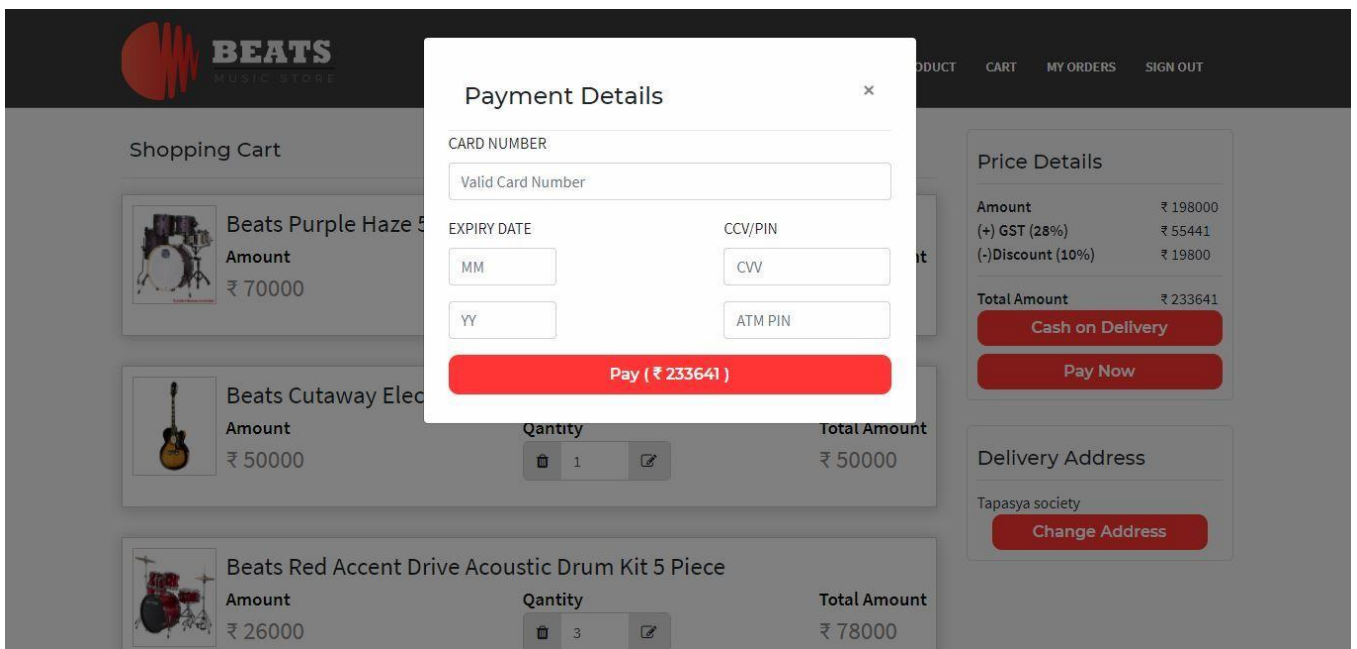 BEATS
MUSIC STORE
CART
MY ORDERS
SIGN OUT
Payment Details
×
CARD NUMBER
Valid Card Number
EXPIRY DATE
CCV/PIN
MM
CVV
YY
ATM PIN
Pay ( ₹ 233641 )
Shopping Cart
Beats Purple Haze
Amount
₹ 70000
Beats Cutaway
Amount Qantity Total Amount
₹ 50000 1 ₹ 50000
Beats Red Accent Drive Acoustic Drum Kit 5 Piece
Amount Qantity Total Amount
₹ 26000 3 ₹ 78000
Price Details
Amount ₹ 198000
(+) GST (28%) ₹ 55441
(-)Discount (10%) ₹ 19800
Total Amount ₹ 233641
Cash on Delivery
Pay Now
Delivery Address
Tapasya society
Change Address